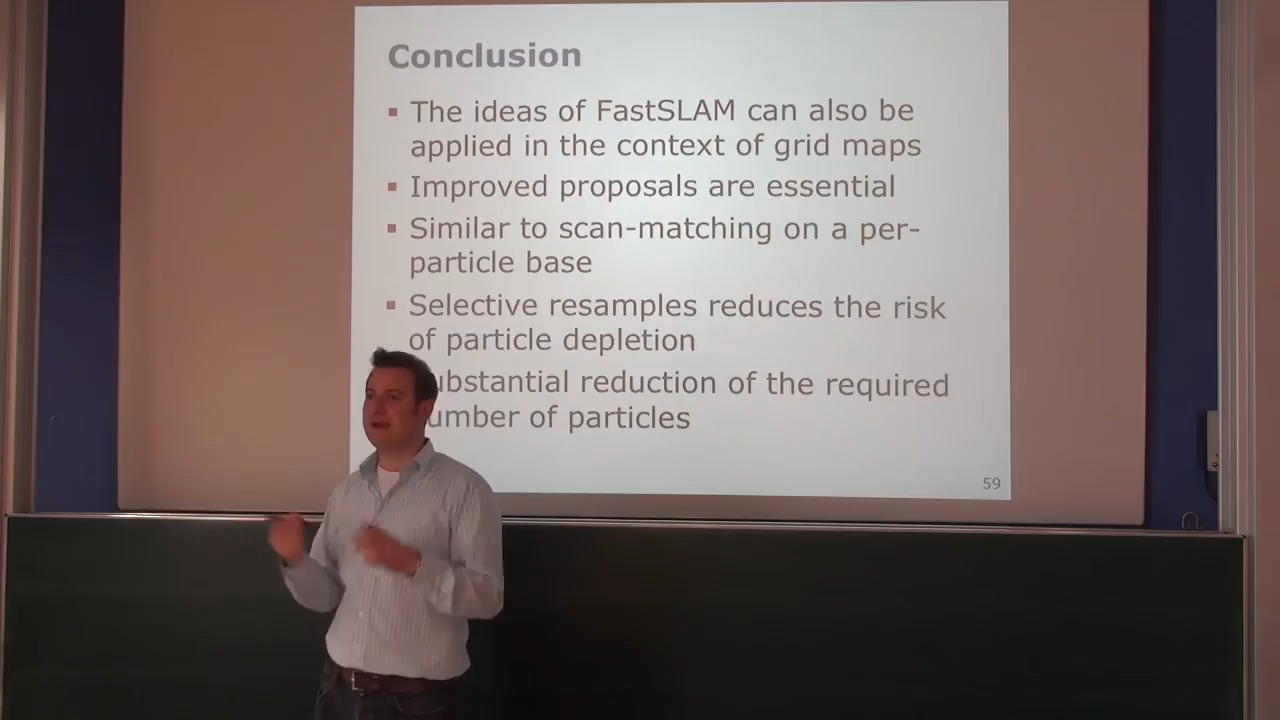 Conclusion
▪ The ideas of FastSLAM can also be
applied in the context of grid maps
▪ Improved proposals are essential
▪ Similar to scan-matching on a per-
particle base
▪ Selective resamples reduces the risk
of particle depletion
ubstantial reduction of the required
umber of particles
59